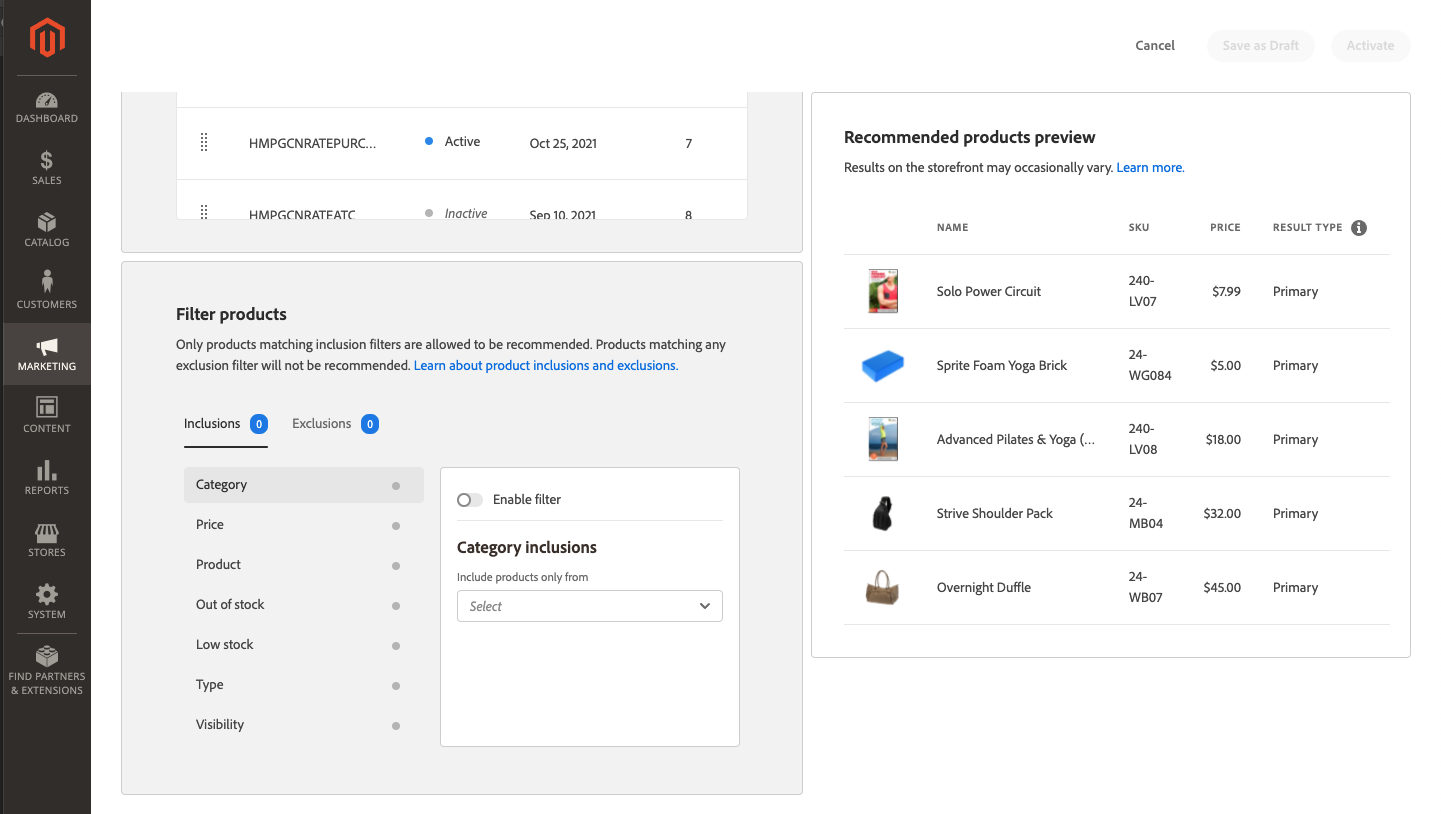 Cancel
Save as Draft
Activate
DASHBOARD
SALES
CATALOG
CUSTOMERS
MARKETING
CONTENT
REPORTS
STORES
SYSTEM
FIND PARTNERS
& EXTENSIONS
HMPGCNRATEPURC... Active Oct 25, 2021 7
HMPGCNRATEATC Inactive Sep 10, 2021 8
Filter products
Only products matching inclusion filters are allowed to be recommended. Products matching any
exclusion filter will not be recommended. Learn about product inclusions and exclusions.
Inclusions 0 Exclusions 0
Category
Price
Product
Out of stock
Low stock
Type
Visibility
Enable filter
Category inclusions
Include products only from
Select
Recommended products preview
Results on the storefront may occasionally vary. Learn more.
NAME SKU PRICE RESULT TYPE
Solo Power Circuit 240-
LV07 $7.99 Primary
Sprite Foam Yoga Brick 24-
WG084 $5.00 Primary
Advanced Pilates & Yoga (... 240-
LV08 $18.00 Primary
Strive Shoulder Pack 24-
MB04 $32.00 Primary
Overnight Duffle 24-
WB07 $45.00 Primary